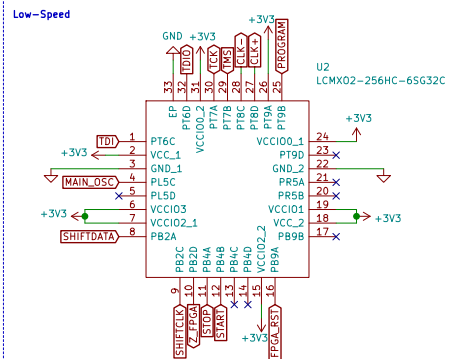 Low-Speed
GND
+3V3
+3V3
TDIO
TCK
TMS
CLK-
CLK+
PROGRAM
33
32
31
30
29
28
27
26
25
U2
LCMXO2-256HC-6SG32C
EP
PT6D
VCCIO0_2
PT7A
PT7B
PT8C
PT8D
PT9A
PT9B
TDI 1 PT6C
+3V3 2 VCC_1
3 GND_1
MAIN_OSC 4 PL5C
5 PL5D
+3V3 6 VCCIO3
7 VCCIO2_1
SHIFTDATA 8 PB2A
VCCIO0_1 24 +3V3
PT9D 23
GND_2 22
PR5A 21
PR5B 20
VCCIO1 19
VCC_2 18 +3V3
PB9B 17
PB2C
PB2D
PB4A
PB4B
PB4C
PB4D
VCCIO2_2
PB9A
9
10
11
12
13
14
15
16
SHIFTCLK
Z_FPGA
STOP
START
+3V3
FPGA_RST